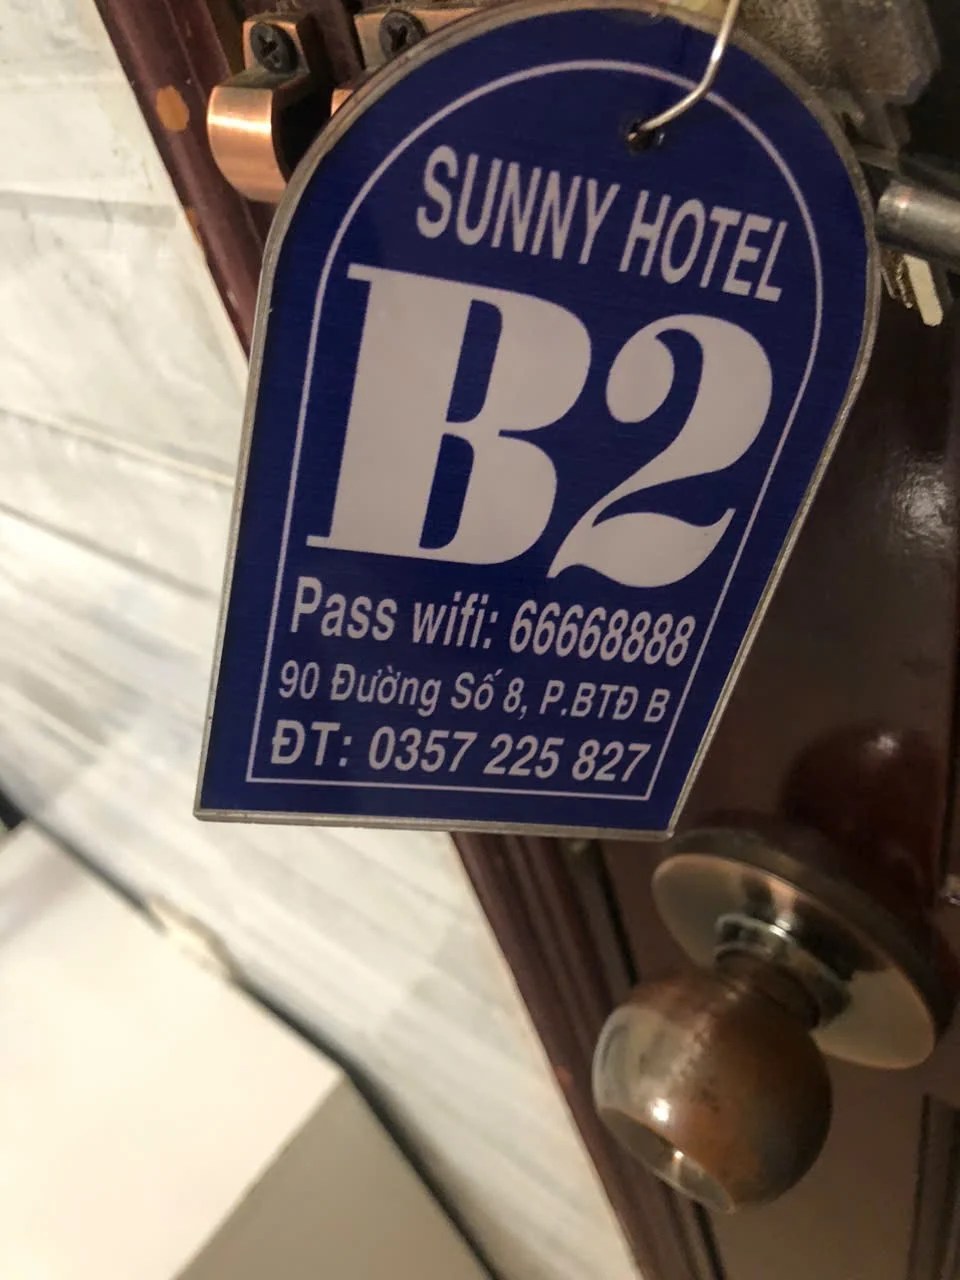 SUNNY HOTEL
B2
Pass wifi: 66668888
90 Đường Số 8, P.BTĐ B
ĐT: 0357 225 827